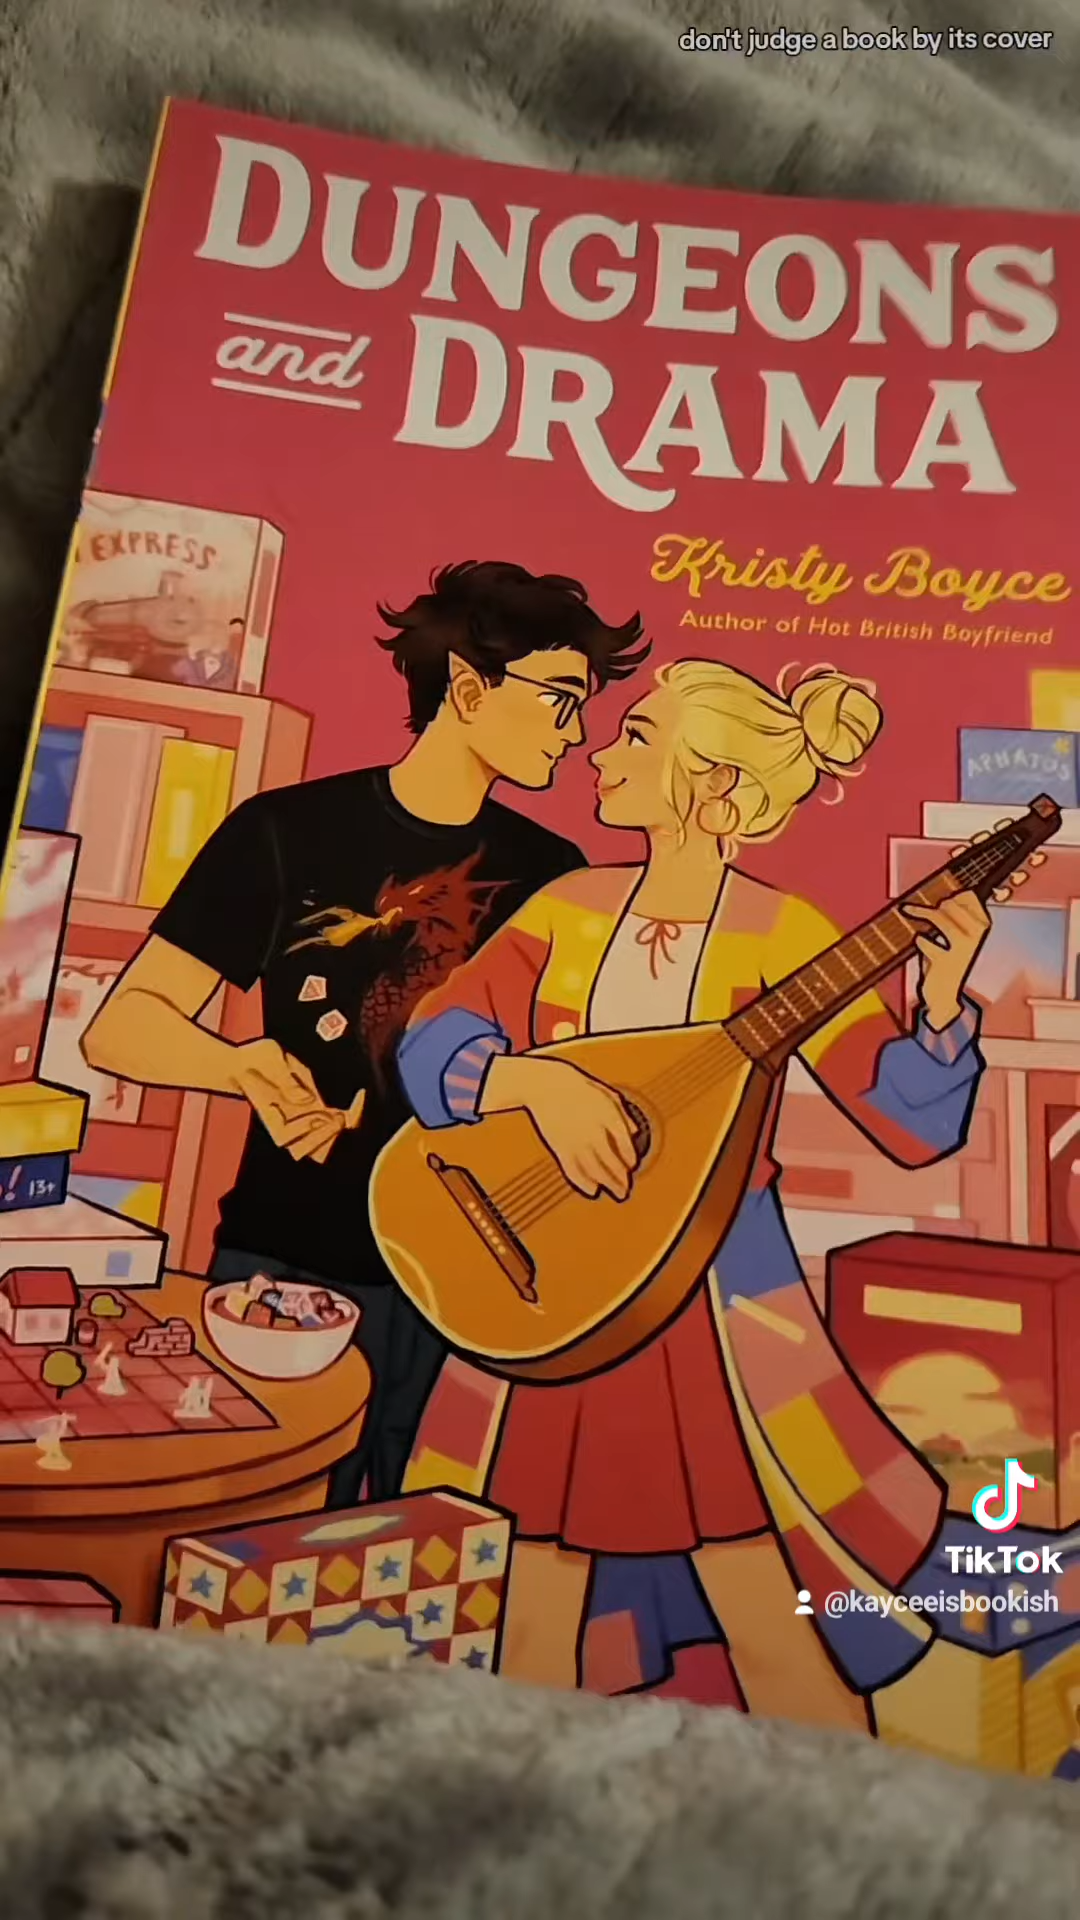 don't judge a book by its cover
DUNGEONS
and DRAMA
Kristy Boyce
Author of Hot British Boyfriend
EXPRESS
! 13+
TikTok
@kayceeisbookish